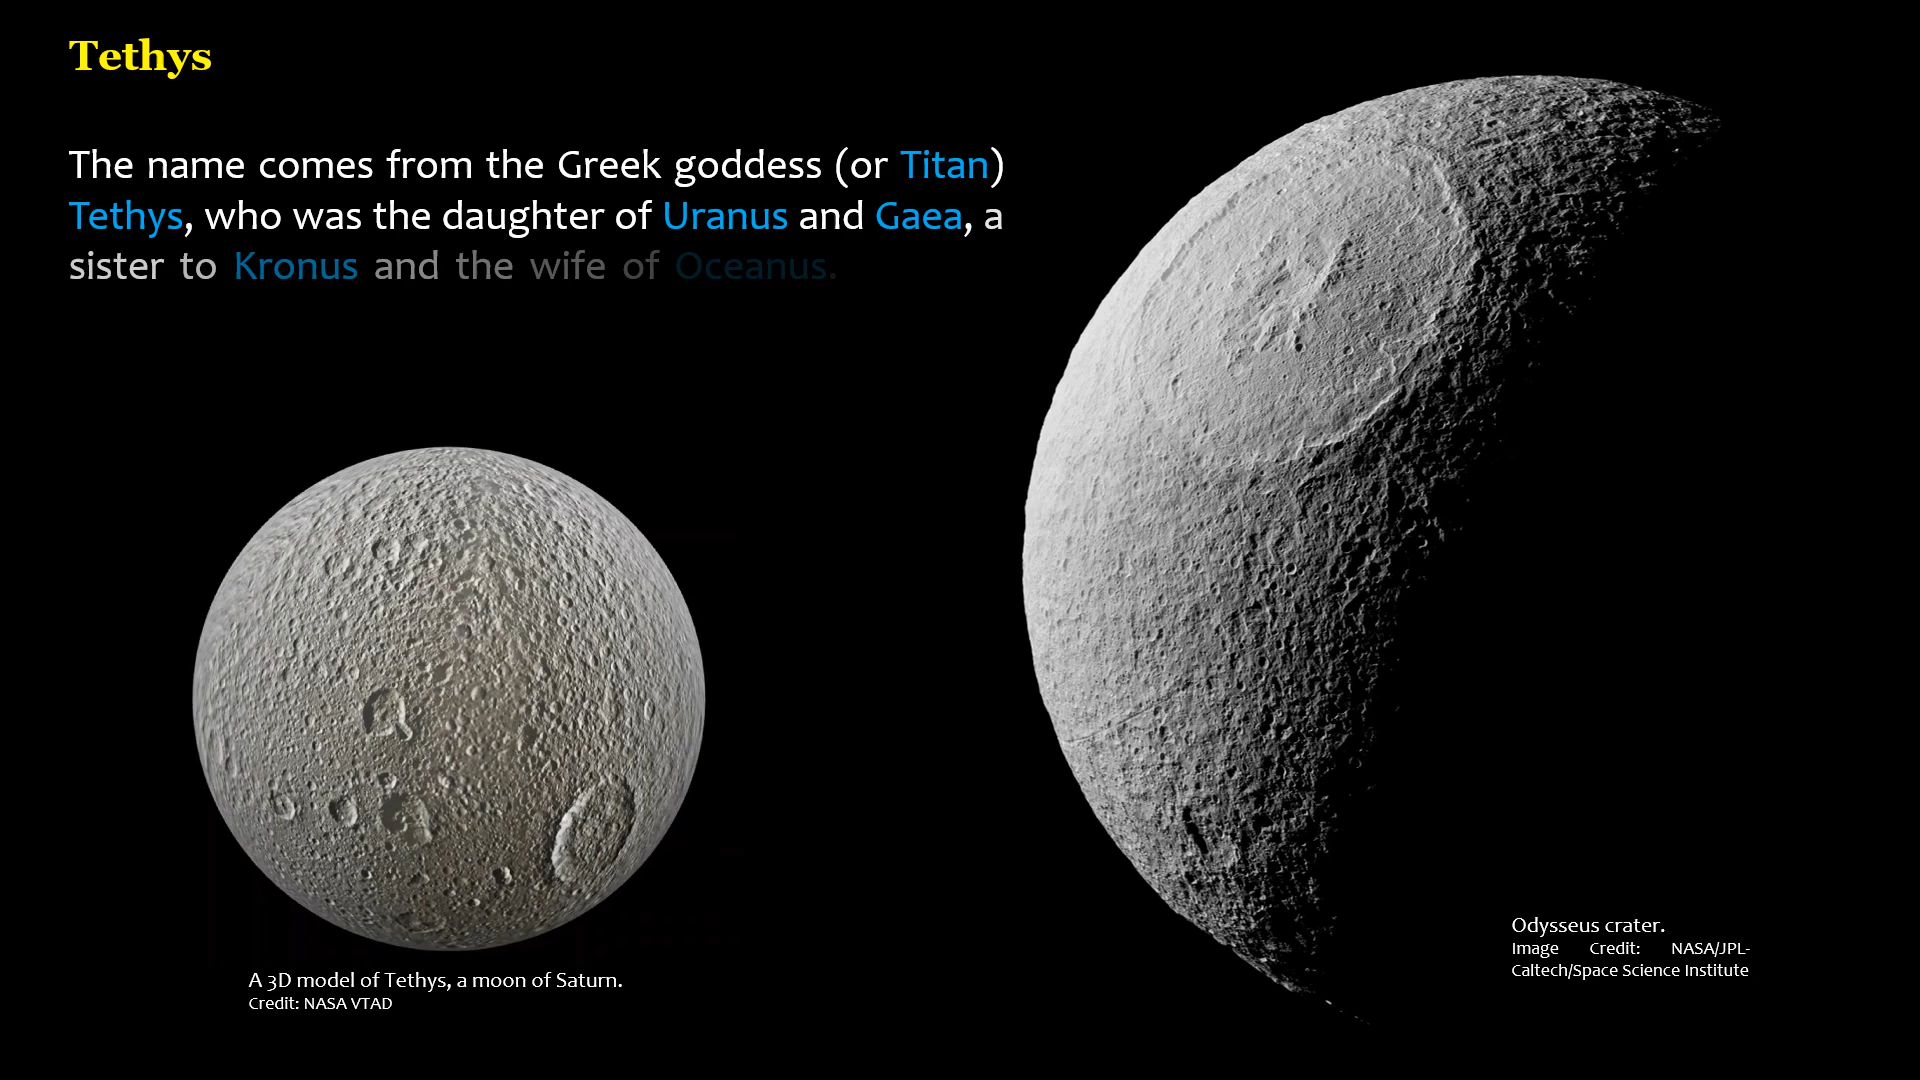 Tethys
The name comes from the Greek goddess (or Titan)
Tethys, who was the daughter of Uranus and Gaea, a
sister to Kronus and the wife of Oceanus.
A 3D model of Tethys, a moon of Saturn.
Credit: NASA VTAD
Odysseus crater.
Image Credit: NASA/JPL-
Caltech/Space Science Institute